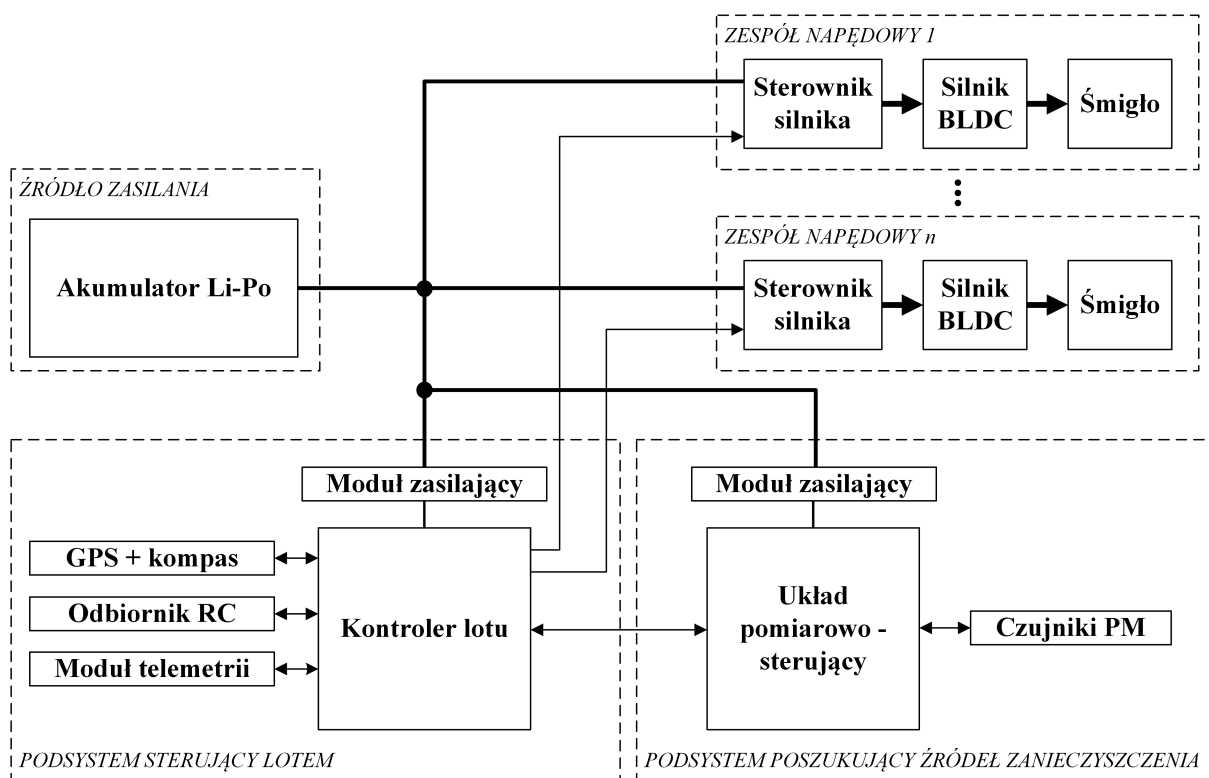 ZESPÓŁ NAPĘDOWY 1
Sterownik
silnika
Silnik
BLDC
Śmigło
ŹRÓDŁO ZASILANIA
Akumulator Li-Po
ZESPÓŁ NAPĘDOWY n
Sterownik
silnika
Silnik
BLDC
Śmigło
Moduł zasilający
GPS + kompas
Odbiornik RC
Moduł telemetrii
Kontroler lotu
PODSYSTEM STERUJĄCY LOTEM
Moduł zasilający
Układ
pomiarowo -
sterujący
Czujniki PM
PODSYSTEM POSZUKUJĄCY ŹRÓDEŁ ZANIECZYSZCZENIA